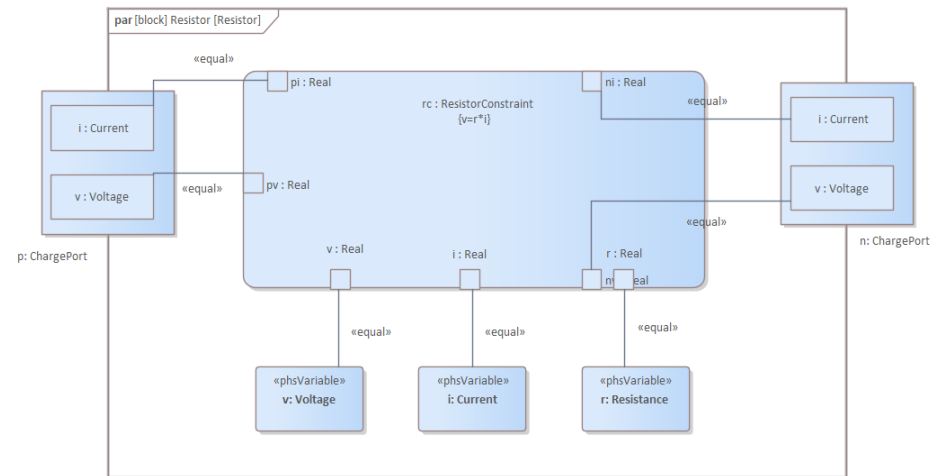 par [block] Resistor [Resistor]
«equal»
pi : Real
ni : Real
rc : ResistorConstraint
{v=r*i}
«equal»
i : Current
i : Current
pv : Real
«equal»
v : Voltage
v : Voltage
«equal»
p: ChargePort
n: ChargePort
v : Real
i : Real
r : Real
«equal»
«equal»
«equal»
«phsVariable»
v: Voltage
«phsVariable»
i: Current
«phsVariable»
r: Resistance